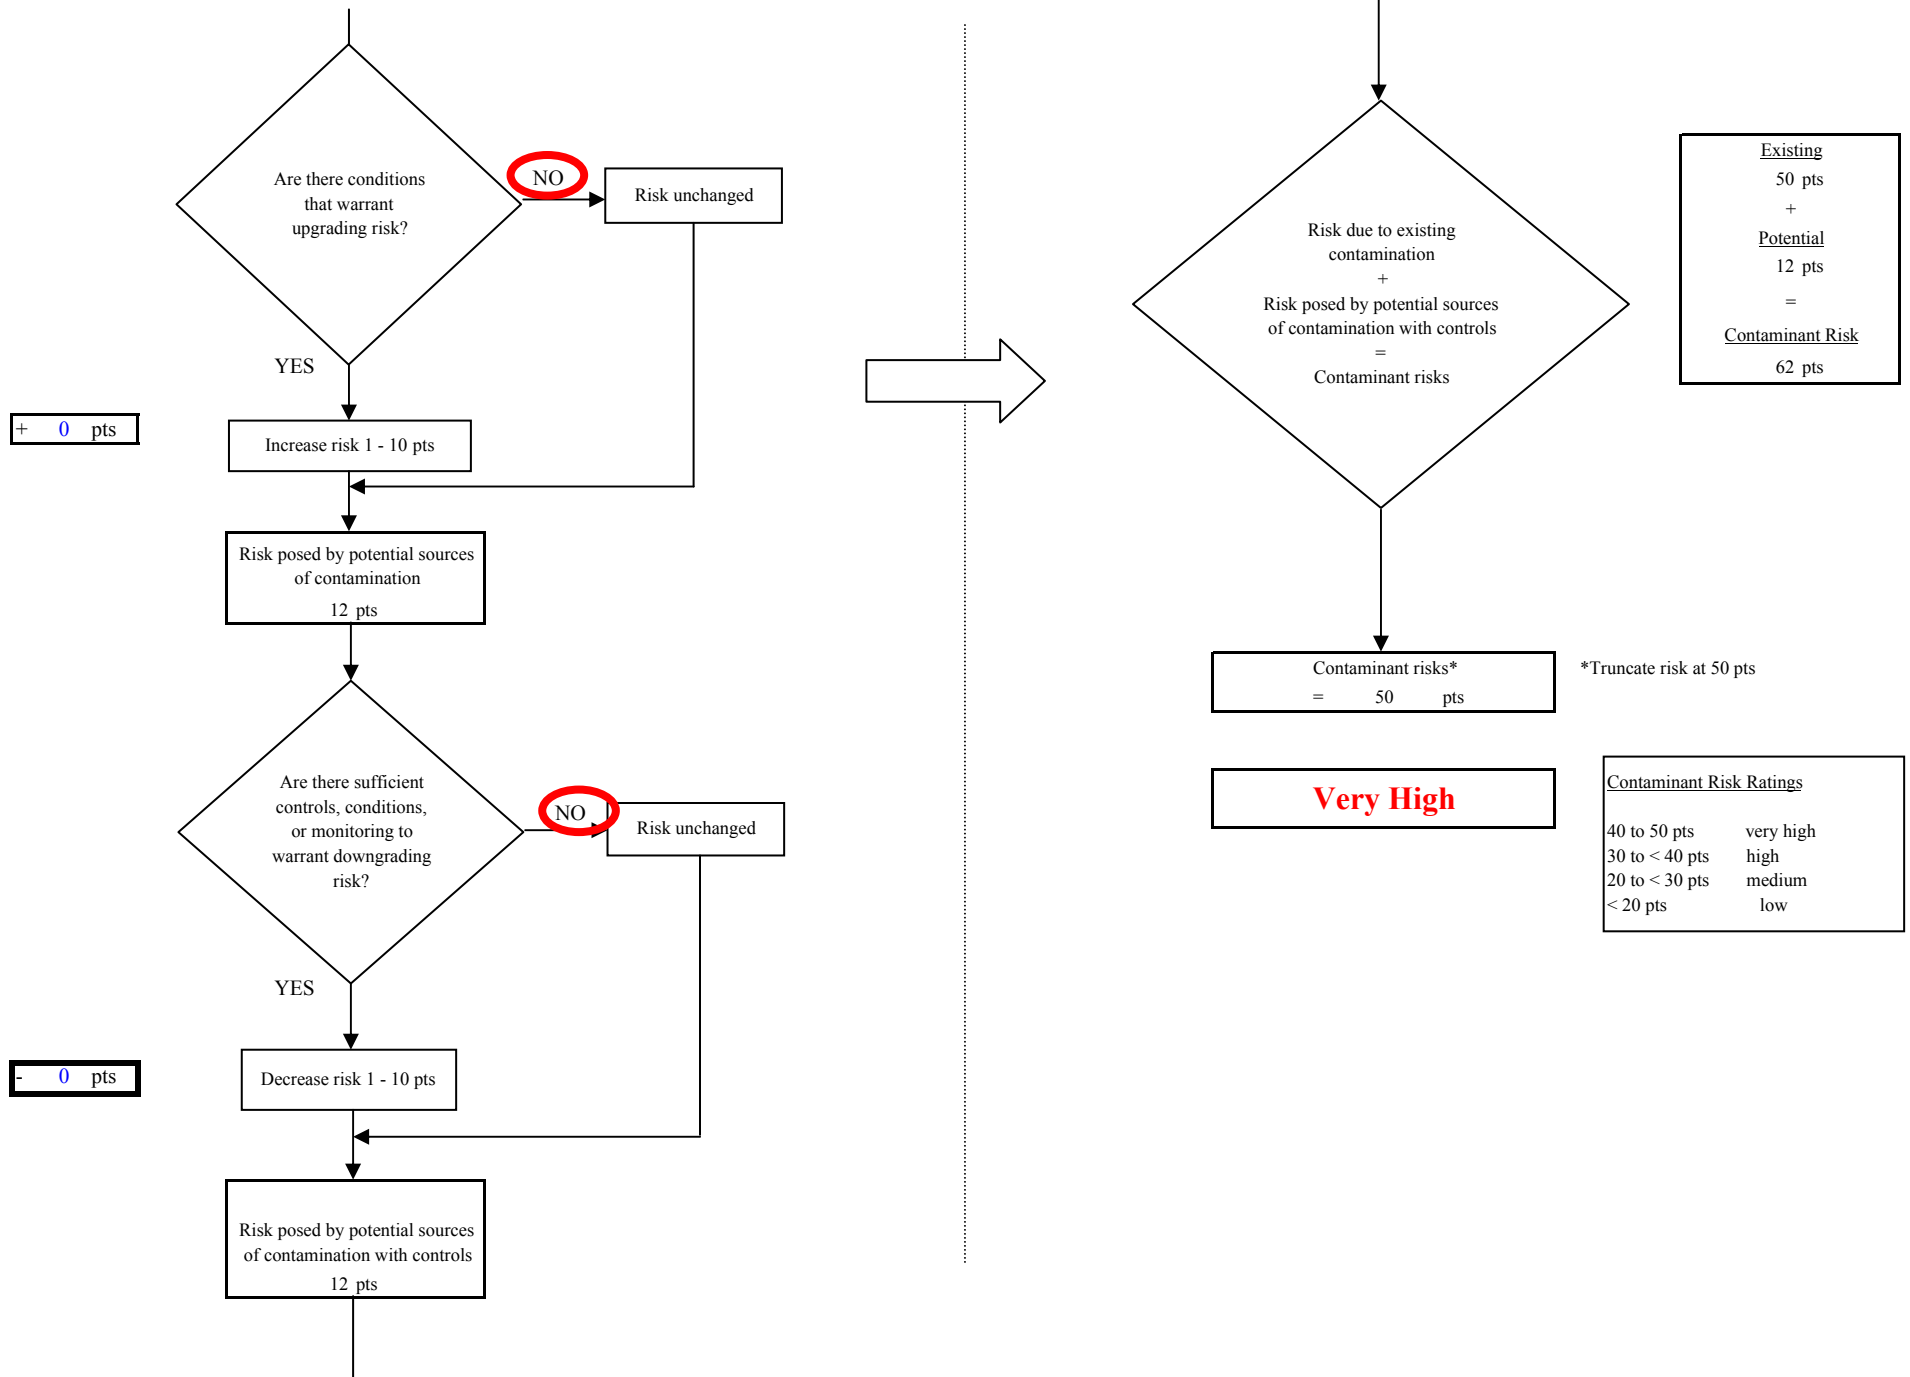 Are there conditions
that warrant
upgrading risk?
NO
Risk unchanged
YES
+ 0 pts
Increase risk 1 - 10 pts
Risk posed by potential sources
of contamination
12 pts
Are there sufficient
controls, conditions,
or monitoring to
warrant downgrading
risk?
NO
Risk unchanged
YES
- 0 pts
Decrease risk 1 - 10 pts
Risk posed by potential sources
of contamination with controls
12 pts
Risk due to existing
contamination
+
Risk posed by potential sources
of contamination with controls
=
Contaminant risks
Existing
50 pts
+
Potential
12 pts
=
Contaminant Risk
62 pts
Contaminant risks*
= 50 pts
*Truncate risk at 50 pts
Very High
Contaminant Risk Ratings
40 to 50 pts very high
30 to < 40 pts high
20 to < 30 pts medium
< 20 pts low